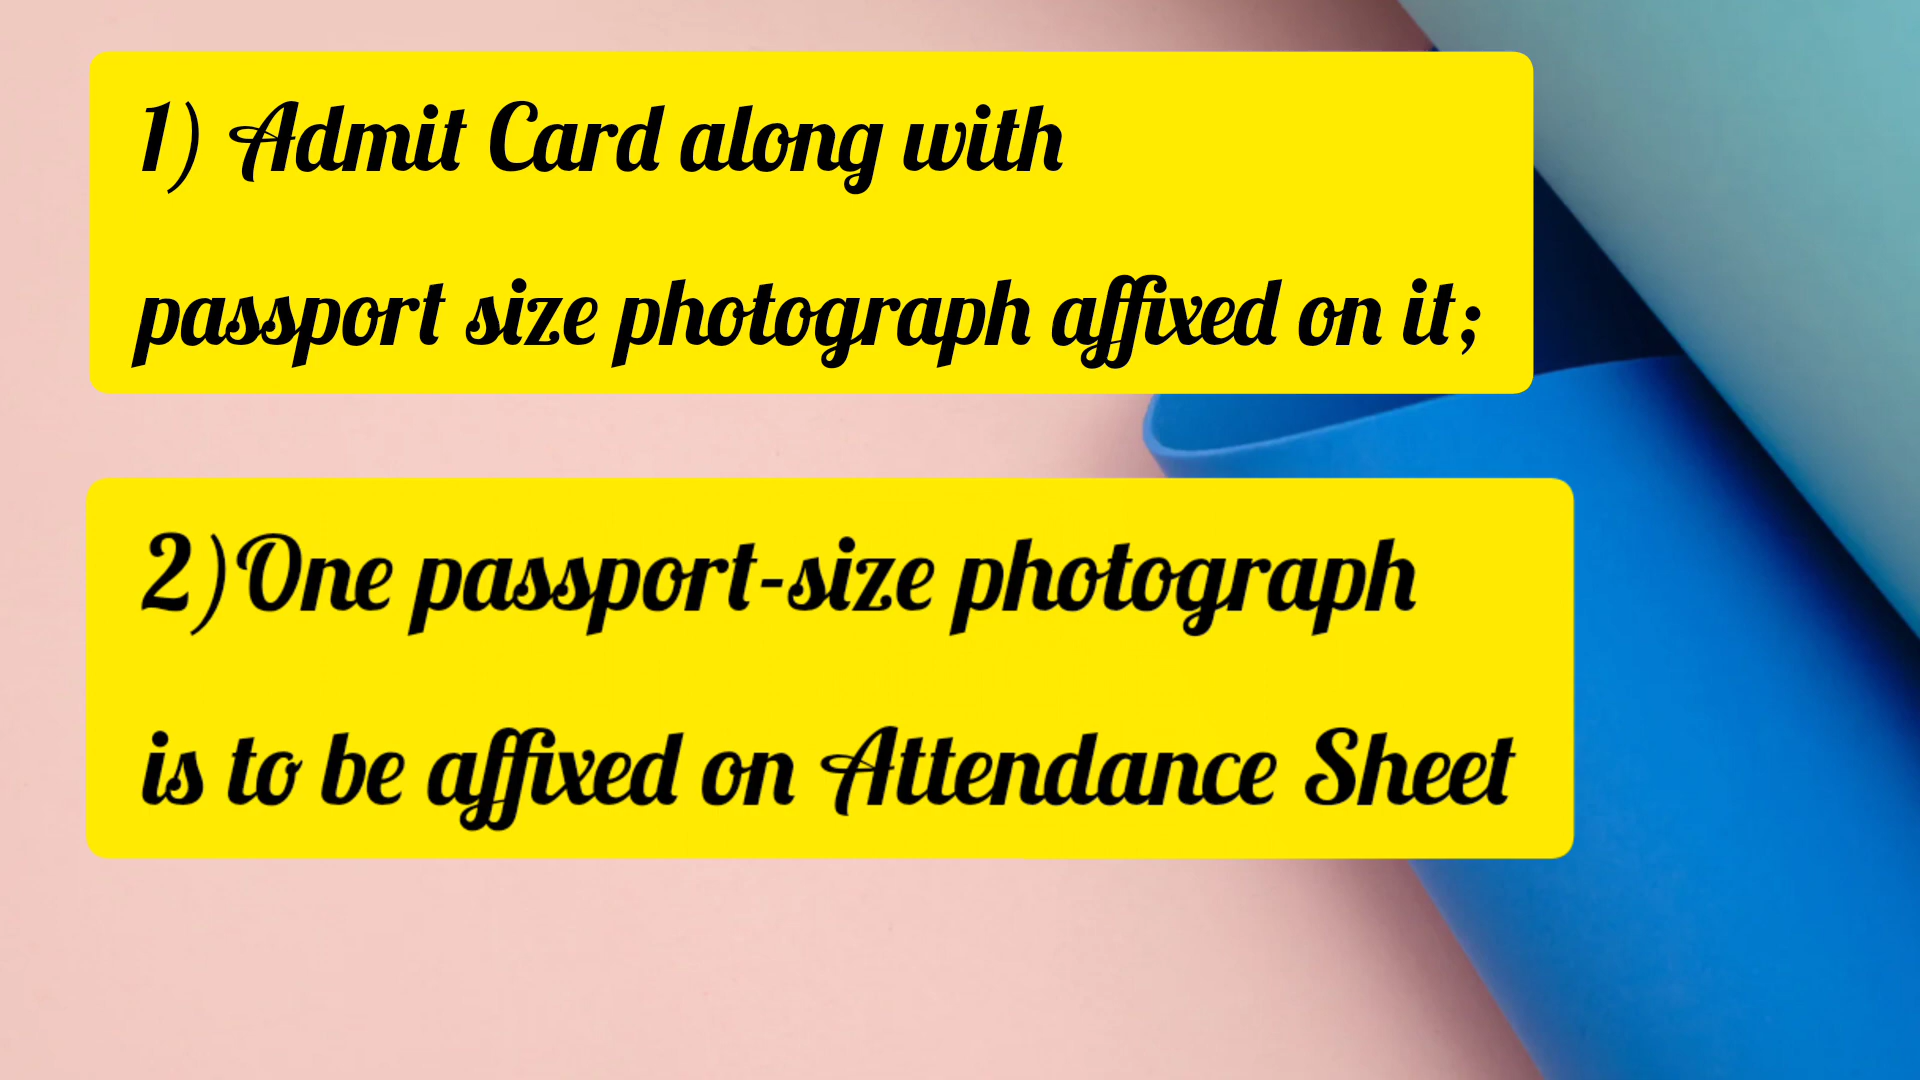 1) Admit Card along with
passport size photograph affixed on it;
2)One passport-size photograph
is to be affixed on Attendance Sheet